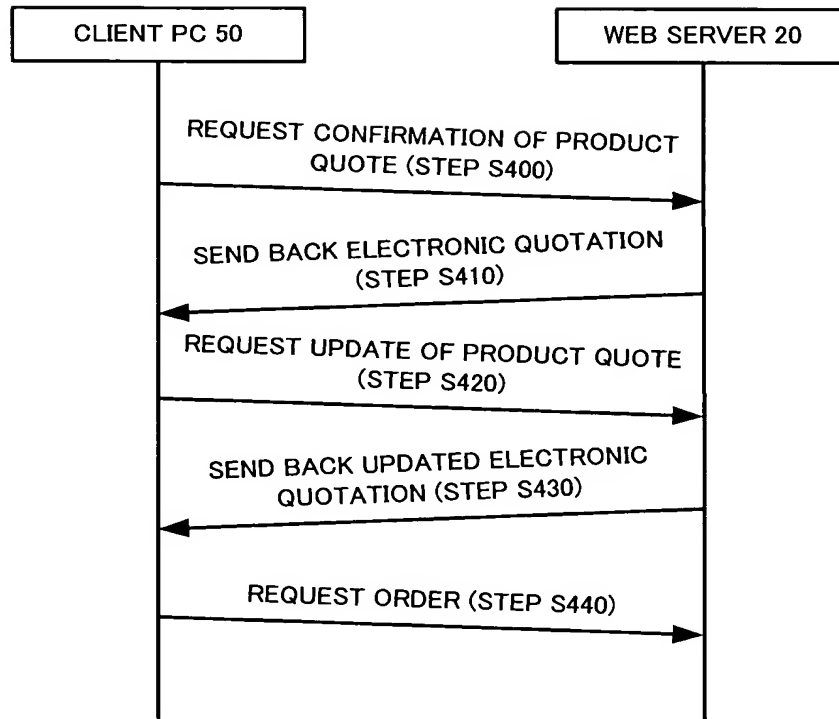 CLIENT PC 50
WEB SERVER 20
REQUEST CONFIRMATION OF PRODUCT
QUOTE (STEP S400)
SEND BACK ELECTRONIC QUOTATION
(STEP S410)
REQUEST UPDATE OF PRODUCT QUOTE
(STEP S420)
SEND BACK UPDATED ELECTRONIC
QUOTATION (STEP S430)
REQUEST ORDER (STEP S440)